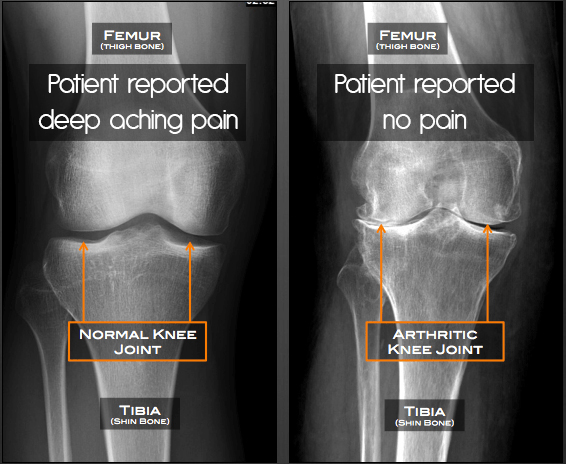 Femur
(thigh bone)
Patient reported
deep aching pain
Normal Knee
Joint
Tibia
(Shin Bone)
Femur
(thigh bone)
Patient reported
no pain
Arthritic
Knee Joint
Tibia
(Shin Bone)